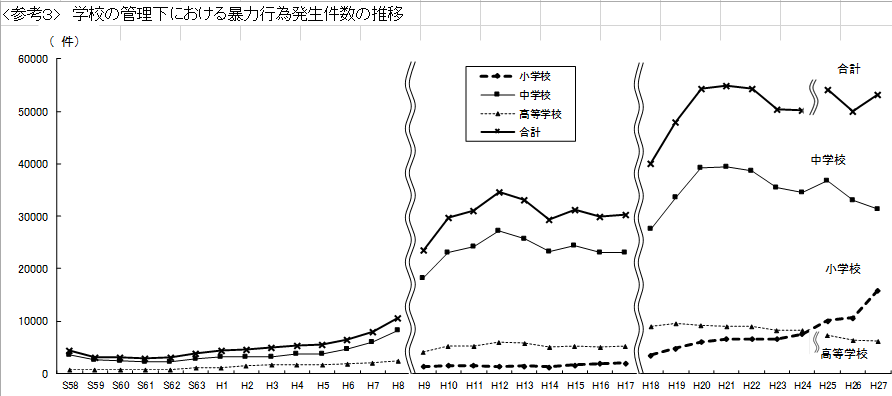 <参考3> 学校の管理下における暴力行為発生件数の推移
( 件)
60000
50000
40000
30000
20000
10000
0
小学校
中学校
高等学校
合計
合計
中学校
小学校
高等学校
S58 S59 S60 S61 S62 S63 H1 H2 H3 H4 H5 H6 H7 H8 H9 H10 H11 H12 H13 H14 H15 H16 H17 H18 H19 H20 H21 H22 H23 H24 H25 H26 H27